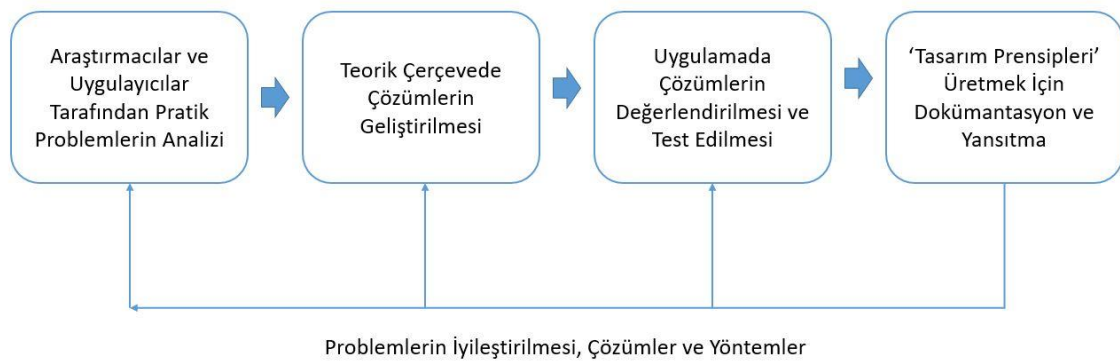 Araştırmacılar ve
Uygulayıcılar
Tarafından Pratik
Problemlerin Analizi
Teorik Çerçevede
Çözümlerin
Geliştirilmesi
Uygulamada
Çözümlerin
Değerlendirilmesi ve
Test Edilmesi
‘Tasarım Prensipleri’
Üretmek İçin
Dokümantasyon ve
Yansıtma
Problemlerin İyileştirilmesi, Çözümler ve Yöntemler